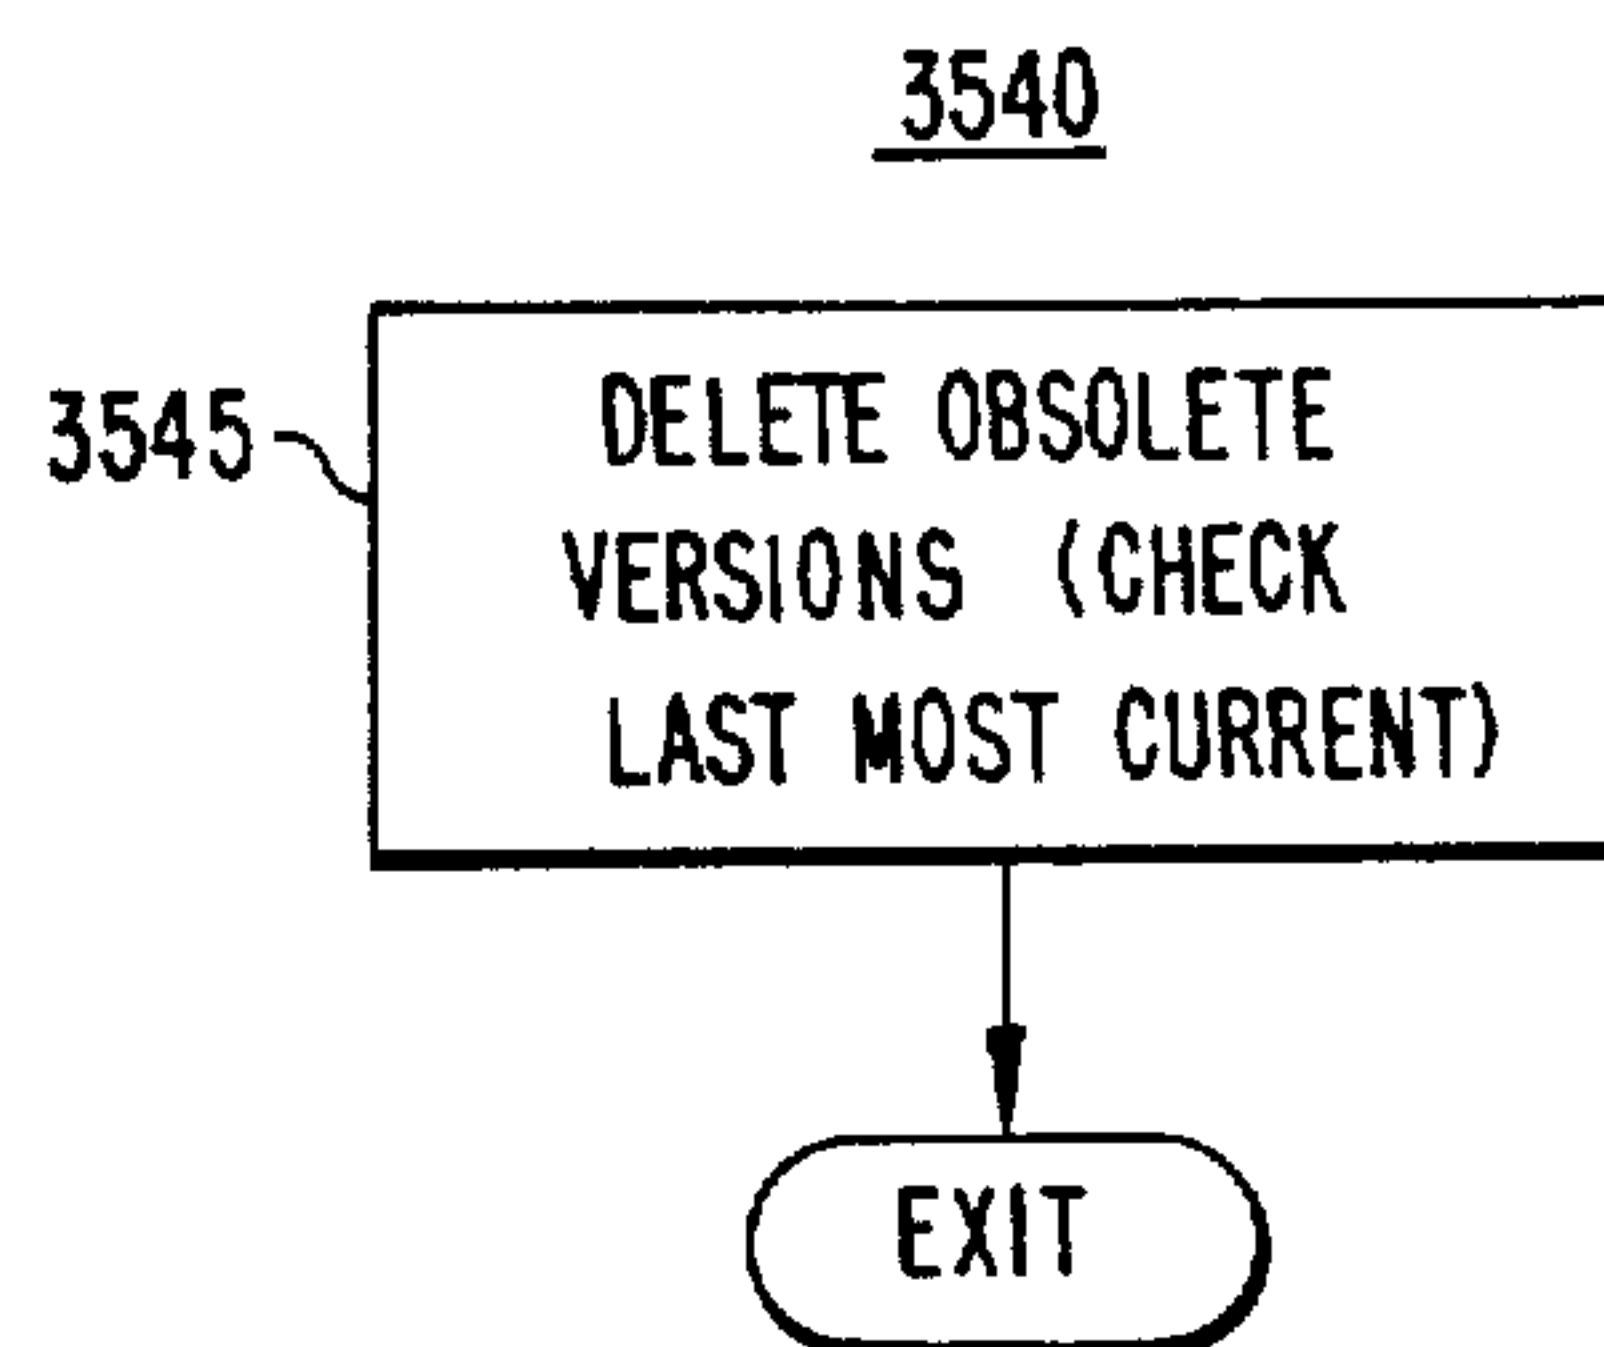 3540
3545
DELETE OBSOLETE
VERSIONS (CHECK
LAST MOST CURRENT)
EXIT